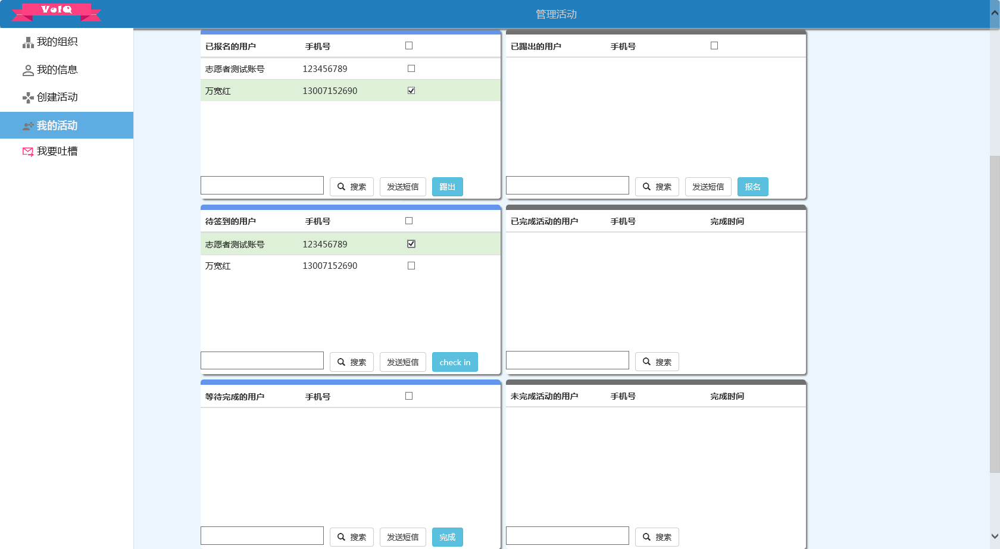 VolQ
管理活动
我的组织
我的信息
创建活动
我的活动
我要吐槽
已报名的用户 手机号
志愿者测试账号 123456789
万宽红 13007152690
搜索 发送短信 踢出
已踢出的用户 手机号
搜索 发送短信 报名
待签到的用户 手机号
志愿者测试账号 123456789
万宽红 13007152690
搜索 发送短信 check in
已完成活动的用户 手机号 完成时间
搜索
等待完成的用户 手机号
搜索 发送短信 完成
未完成活动的用户 手机号 完成时间
搜索